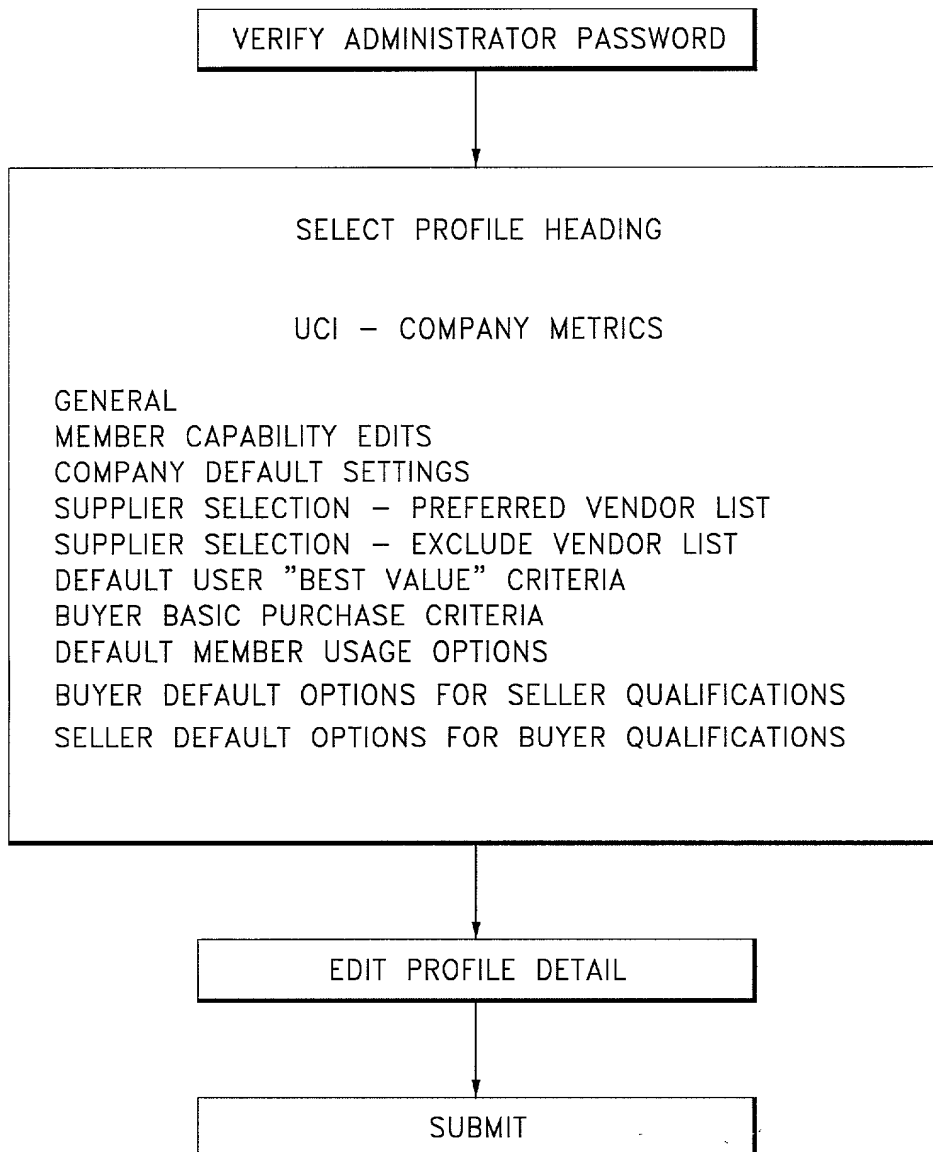 VERIFY ADMINISTRATOR PASSWORD
SELECT PROFILE HEADING
UCI – COMPANY METRICS
GENERAL
MEMBER CAPABILITY EDITS
COMPANY DEFAULT SETTINGS
SUPPLIER SELECTION – PREFERRED VENDOR LIST
SUPPLIER SELECTION – EXCLUDE VENDOR LIST
DEFAULT USER "BEST VALUE" CRITERIA
BUYER BASIC PURCHASE CRITERIA
DEFAULT MEMBER USAGE OPTIONS
BUYER DEFAULT OPTIONS FOR SELLER QUALIFICATIONS
SELLER DEFAULT OPTIONS FOR BUYER QUALIFICATIONS
EDIT PROFILE DETAIL
SUBMIT